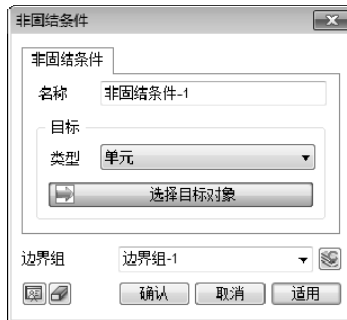 非固结条件
非固结条件
名称 非固结条件-1
目标
类型 单元
选择目标对象
边界组 边界组-1
确认 取消 适用